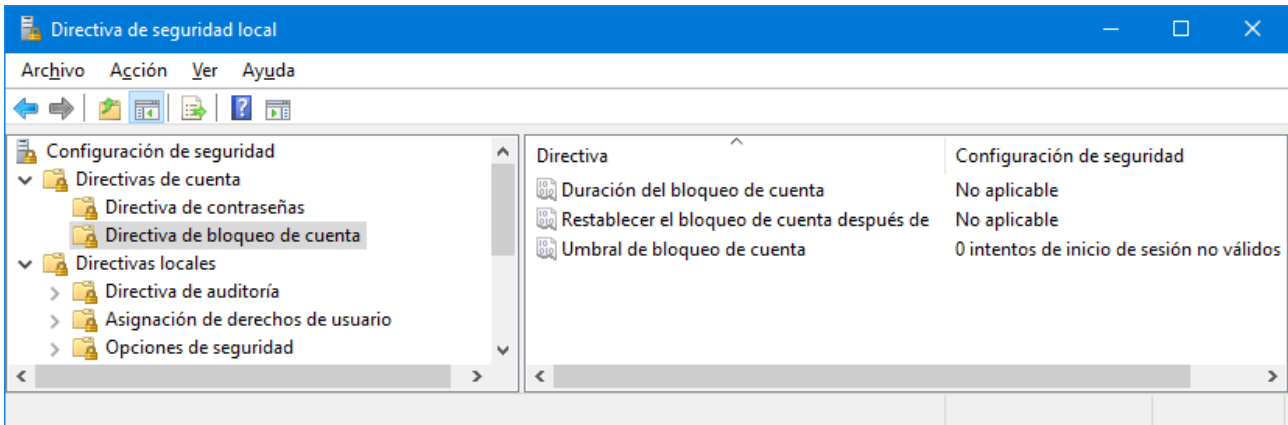 Directiva de seguridad local
Archivo Acción Ver Ayuda
Configuración de seguridad
Directivas de cuenta
Directiva de contraseñas
Directiva de bloqueo de cuenta
Directivas locales
Directiva de auditoría
Asignación de derechos de usuario
Opciones de seguridad
Directiva Configuración de seguridad
Duración del bloqueo de cuenta No aplicable
Restablecer el bloqueo de cuenta después de No aplicable
Umbral de bloqueo de cuenta 0 intentos de inicio de sesión no válidos